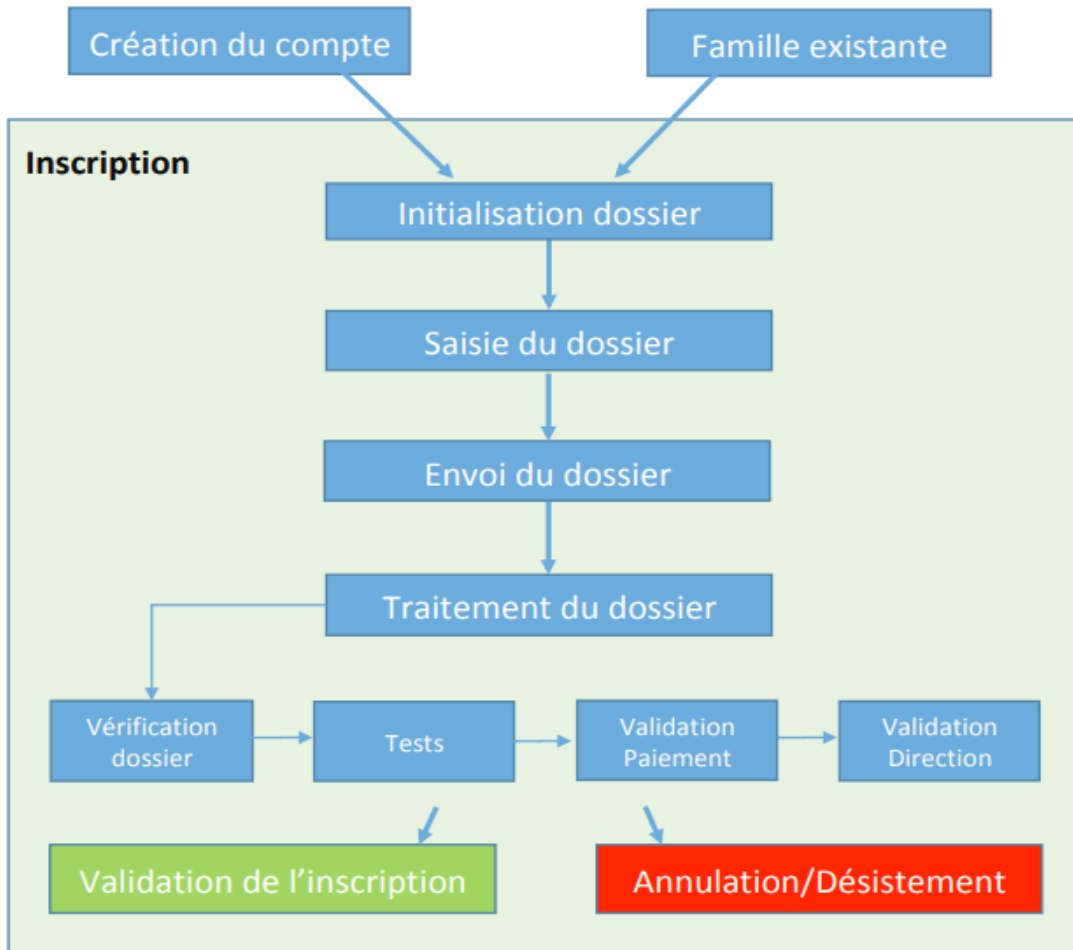 Création du compte
Famille existante
Inscription
Initialisation dossier
Saisie du dossier
Envoi du dossier
Traitement du dossier
Vérification
dossier
Tests
Validation
Paiement
Validation
Direction
Validation de l'inscription
Annulation/Désistement